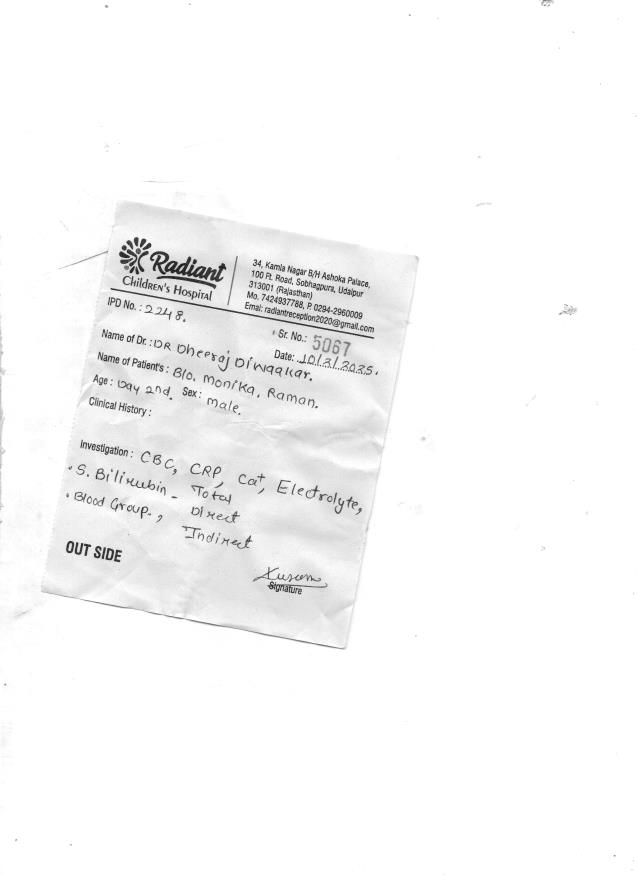 Radiant
CHILDREN'S HOSPITAL
34, Kamla Nagar B/H Ashoka Palace,
100 Ft. Road, Sobhagpura, Udaipur
313001 (Rajasthan)
Mo. 7424937788, P. 0294-2960009
Emai: radiantreception2020@gmail.com
IPD No.: 2248.
Sr. No.: 5067
Name of Dr.: DR Dheeraj Diwaakar.
Date: 10/2/2025.
Name of Patient's : B/o. Monika, Raman.
Age : Day 2nd. Sex: male.
Clinical History :
Investigation : CBC, CRP, Ca+, Electrolyte,
• S. Bilirubin - Total
Direct
• Blood Group.,
Indirect
OUT SIDE
Kusum
Signature